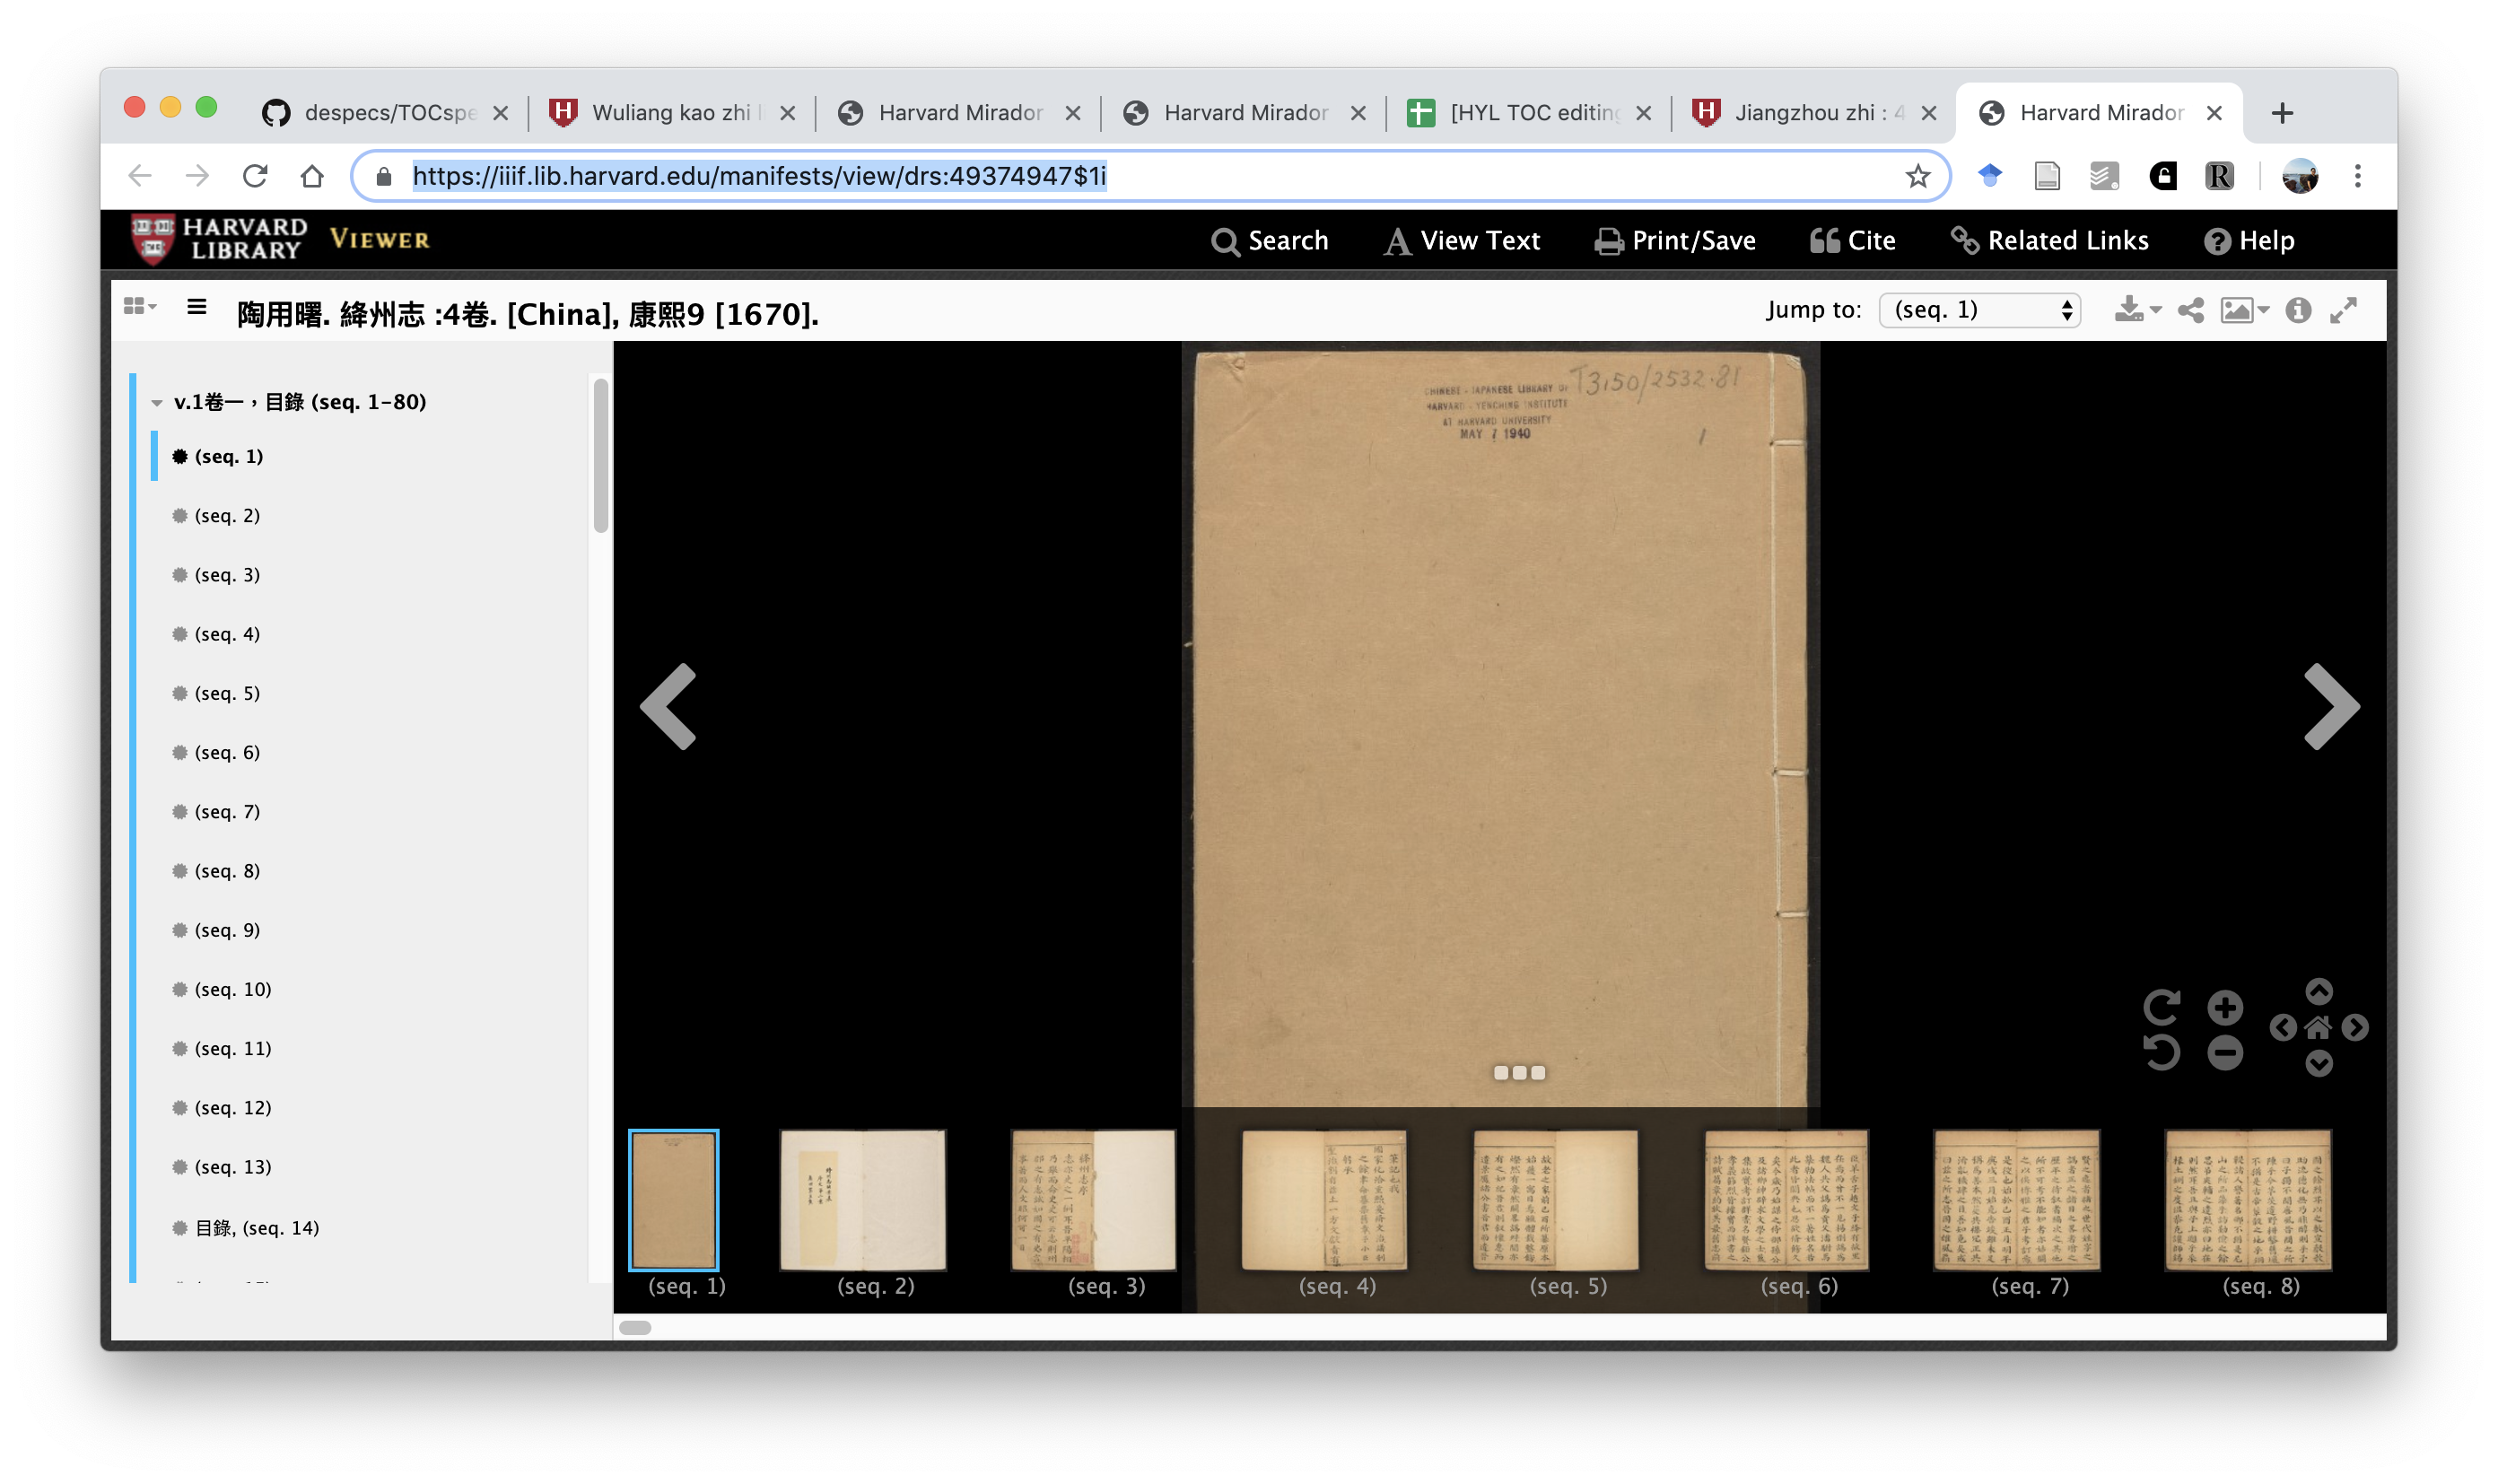 despecs/TOCspe
Wuliang kao zhi l
Harvard Mirador
Harvard Mirador
[HYL TOC editing
Jiangzhou zhi : 4
Harvard Mirador
https://iiif.lib.harvard.edu/manifests/view/drs:49374947$1i
HARVARD LIBRARY VIEWER
Search
View Text
Print/Save
Cite
Related Links
Help
陶用曙. 絳州志 :4卷. [China], 康熙9 [1670].
Jump to: (seq. 1)
v.1卷一，目錄 (seq. 1-80)
(seq. 1)
(seq. 2)
(seq. 3)
(seq. 4)
(seq. 5)
(seq. 6)
(seq. 7)
(seq. 8)
(seq. 9)
(seq. 10)
(seq. 11)
(seq. 12)
(seq. 13)
目錄, (seq. 14)
CHINESE - JAPANESE LIBRARY OF
HARVARD - YENCHING INSTITUTE
AT HARVARD UNIVERSITY
MAY 7 1940
T3150/2532.81
1
(seq. 1)
(seq. 2)
(seq. 3)
(seq. 4)
(seq. 5)
(seq. 6)
(seq. 7)
(seq. 8)